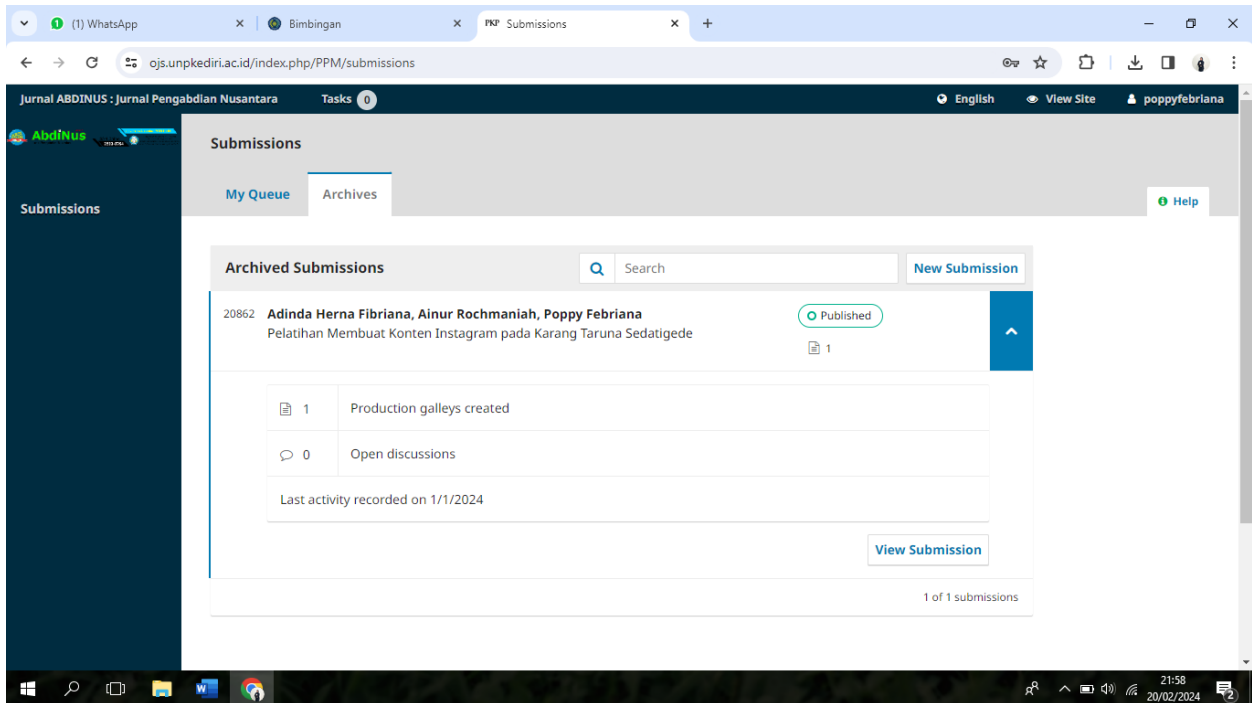 (1) WhatsApp
Bimbingan
PKP Submissions
ojs.unpkediri.ac.id/index.php/PPM/submissions
Jurnal ABDINUS : Jurnal Pengabdian Nusantara
Tasks 0
English
View Site
poppyfebriana
AbdiNus
Submissions
Submissions
My Queue
Archives
Help
Archived Submissions
Search
New Submission
20862 Adinda Herna Fibriana, Ainur Rochmaniah, Poppy Febriana
Pelatihan Membuat Konten Instagram pada Karang Taruna Sedatigede
Published
1
1 Production galleys created
0 Open discussions
Last activity recorded on 1/1/2024
View Submission
1 of 1 submissions
21:58
20/02/2024
2